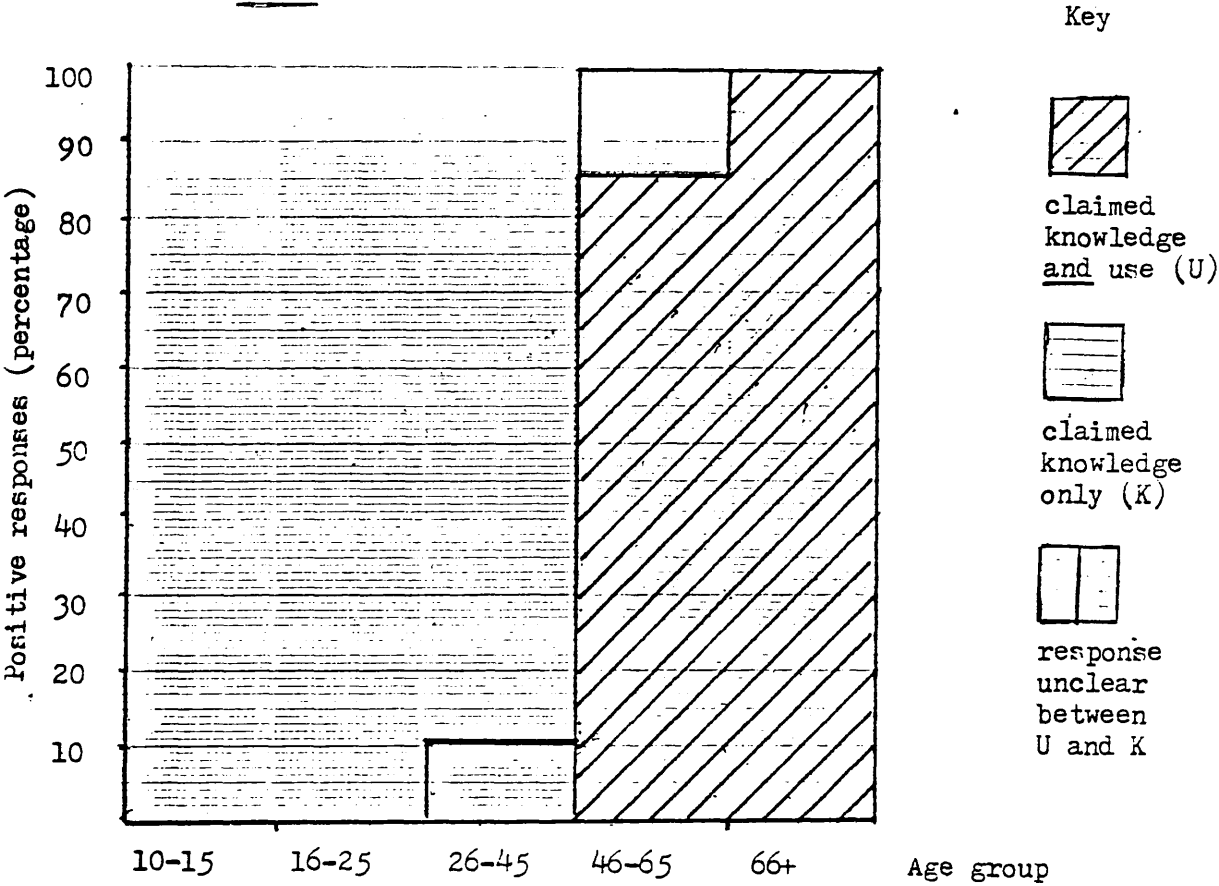 Key
100
90
80
70
60
50
40
30
20
10
Positive responses (percentage)
claimed
knowledge
and use (U)
claimed
knowledge
only (K)
response
unclear
between
U and K
10-15 16-25 26-45 46-65 66+ Age group